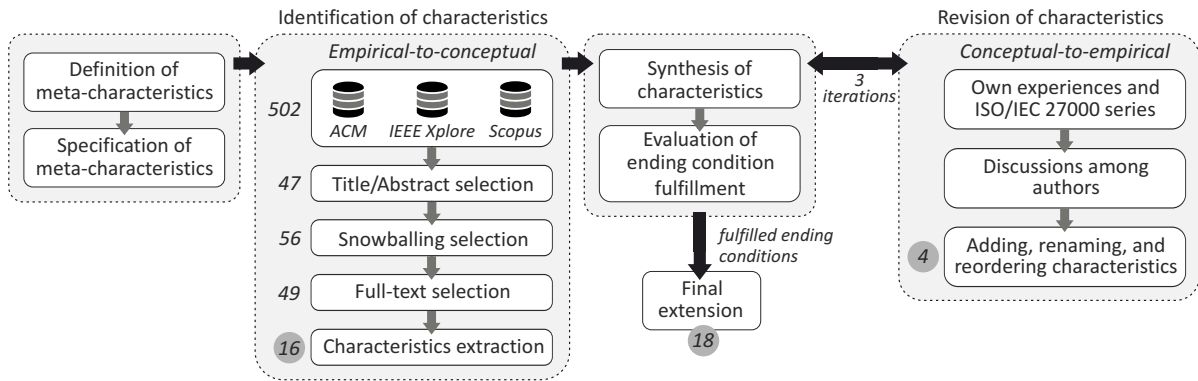 Identification of characteristics
Revision of characteristics
Definition of
meta-characteristics
Specification of
meta-characteristics
Empirical-to-conceptual
502
ACM IEEE Xplore Scopus
47 Title/Abstract selection
56 Snowballing selection
49 Full-text selection
16 Characteristics extraction
Synthesis of
characteristics
Evaluation of
ending condition
fulfillment
fulfilled ending
conditions
Final
extension
18
3
iterations
Conceptual-to-empirical
Own experiences and
ISO/IEC 27000 series
Discussions among
authors
4
Adding, renaming, and
reordering characteristics